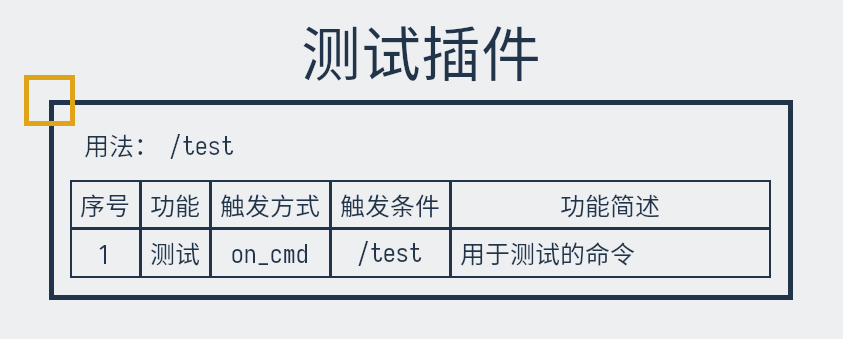 测试插件
用法： /test
序号 功能 触发方式 触发条件 功能简述
1 测试 on_cmd /test 用于测试的命令